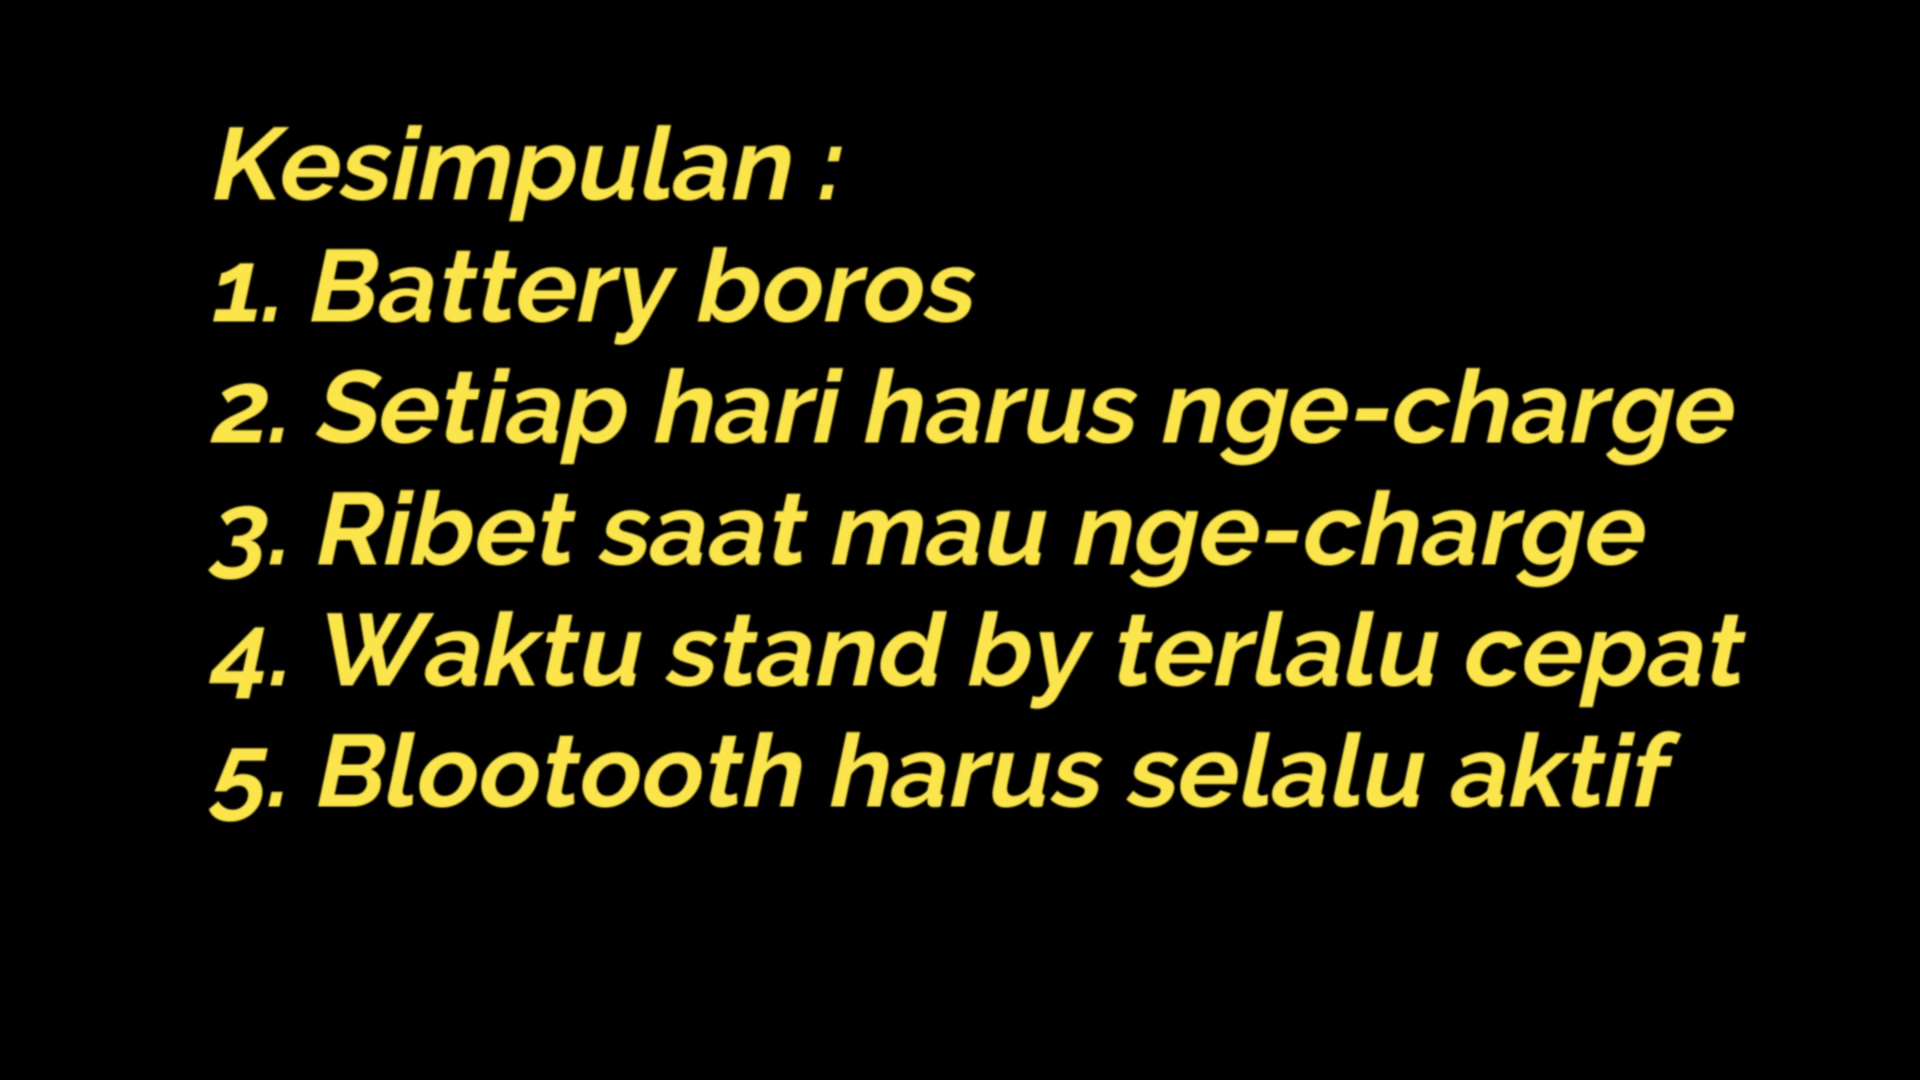 Kesimpulan :
1. Battery boros
2. Setiap hari harus nge-charge
3. Ribet saat mau nge-charge
4. Waktu stand by terlalu cepat
5. Blootooth harus selalu aktif